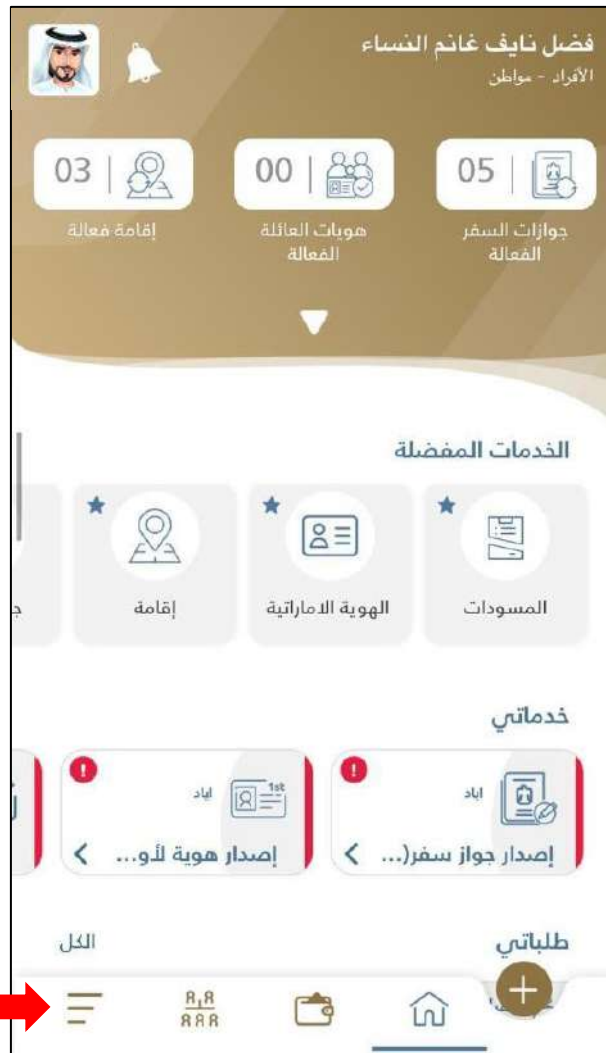 فضل نايف غانم النساء
الأفراد - مواطن
05
00
03
جوازات السفر الفعالة
هويات العائلة الفعالة
إقامة فعالة
الخدمات المفضلة
المسودات
الهوية الاماراتية
إقامة
خدماتي
اياد
إصدار جواز سفر(...
1st
اياد
إصدار هوية لأو...
طلباتي
الكل